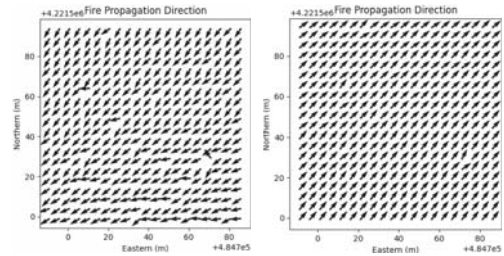 +4.2215e6 Fire Propagation Direction
80
60
40
20
0
Northern (m)
0 20 40 60 80
Eastern (m) +4.847e5
+4.2215e6 Fire Propagation Direction
80
60
40
20
0
Northern (m)
0 20 40 60 80
Eastern (m) +4.847e5